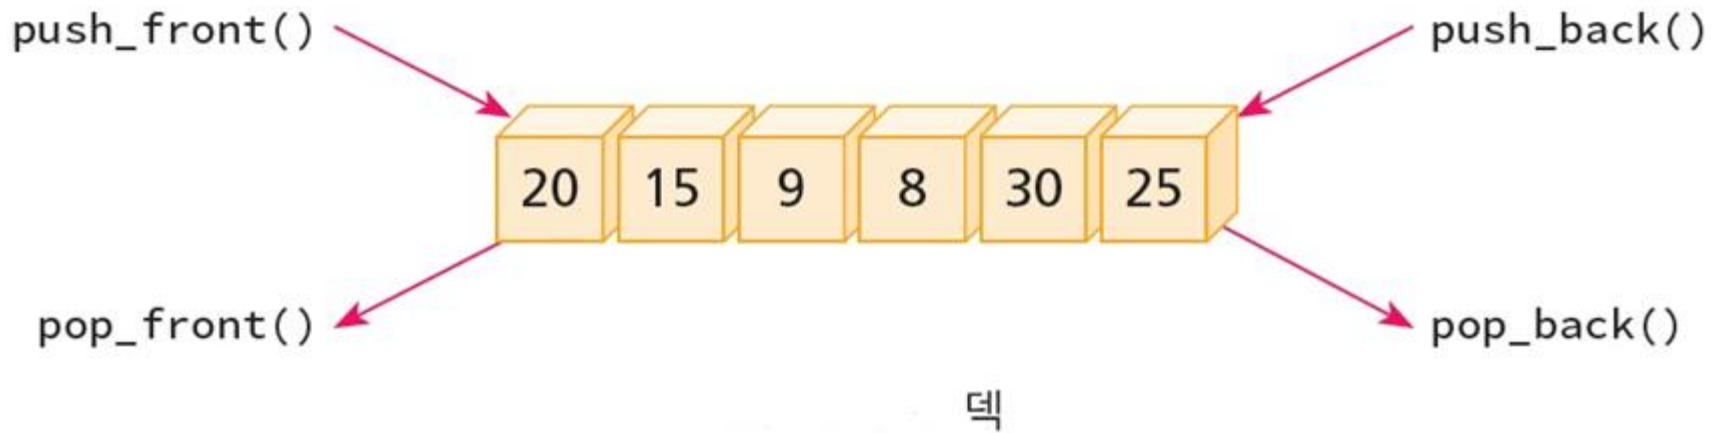 push_front() push_back()
20 15 9 8 30 25
pop_front() pop_back()
덱